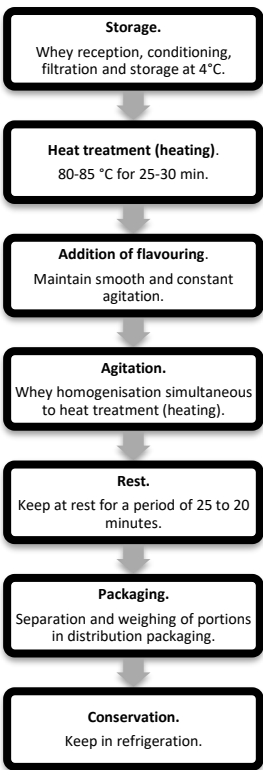 Storage.
Whey reception, conditioning,
filtration and storage at 4°C.
Heat treatment (heating).
80-85 °C for 25-30 min.
Addition of flavouring.
Maintain smooth and constant
agitation.
Agitation.
Whey homogenisation simultaneous
to heat treatment (heating).
Rest.
Keep at rest for a period of 25 to 20
minutes.
Packaging.
Separation and weighing of portions
in distribution packaging.
Conservation.
Keep in refrigeration.